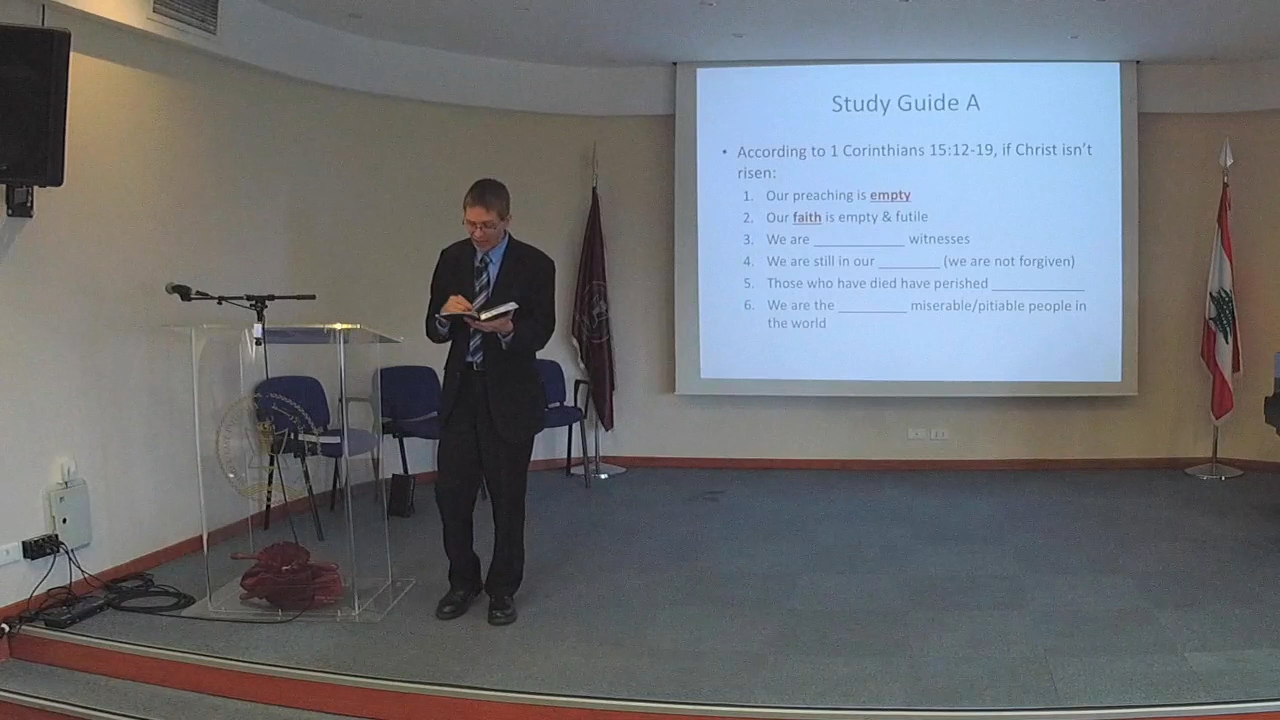 Study Guide A
• According to 1 Corinthians 15:12-19, if Christ isn't
risen:
1. Our preaching is empty
2. Our faith is empty & futile
3. We are ___________ witnesses
4. We are still in our ________ (we are not forgiven)
5. Those who have died have perished ____________
6. We are the _________ miserable/pitiable people in
the world